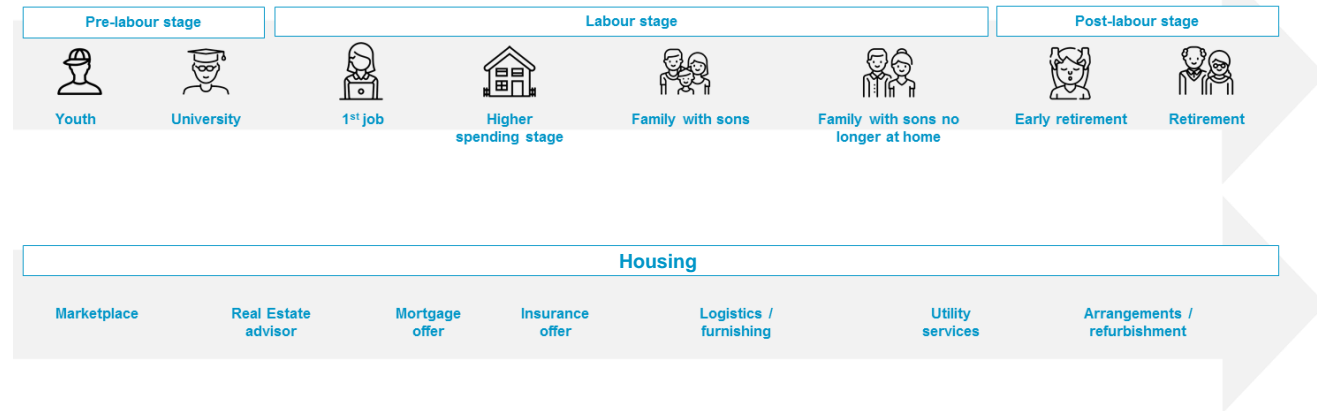 Pre-labour stage
Labour stage
Post-labour stage
Youth
University
1st job
Higher
spending stage
Family with sons
Family with sons no
longer at home
Early retirement
Retirement
Housing
Marketplace
Real Estate
advisor
Mortgage
offer
Insurance
offer
Logistics /
furnishing
Utility
services
Arrangements /
refurbishment